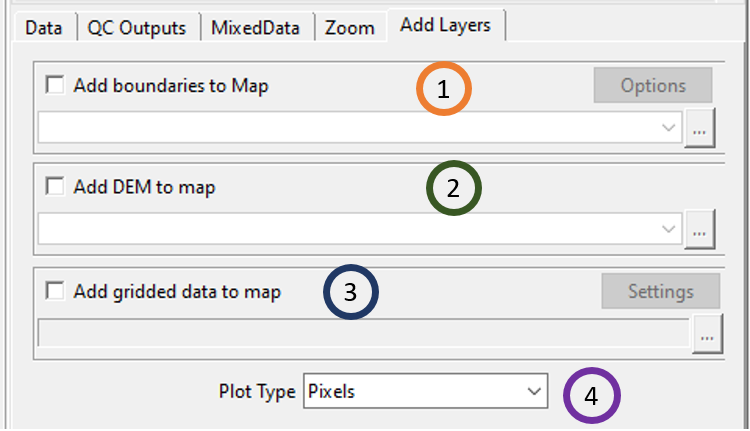 Data QC Outputs MixedData Zoom Add Layers
Add boundaries to Map 1 Options
...
Add DEM to map 2
...
Add gridded data to map 3 Settings
...
Plot Type Pixels 4